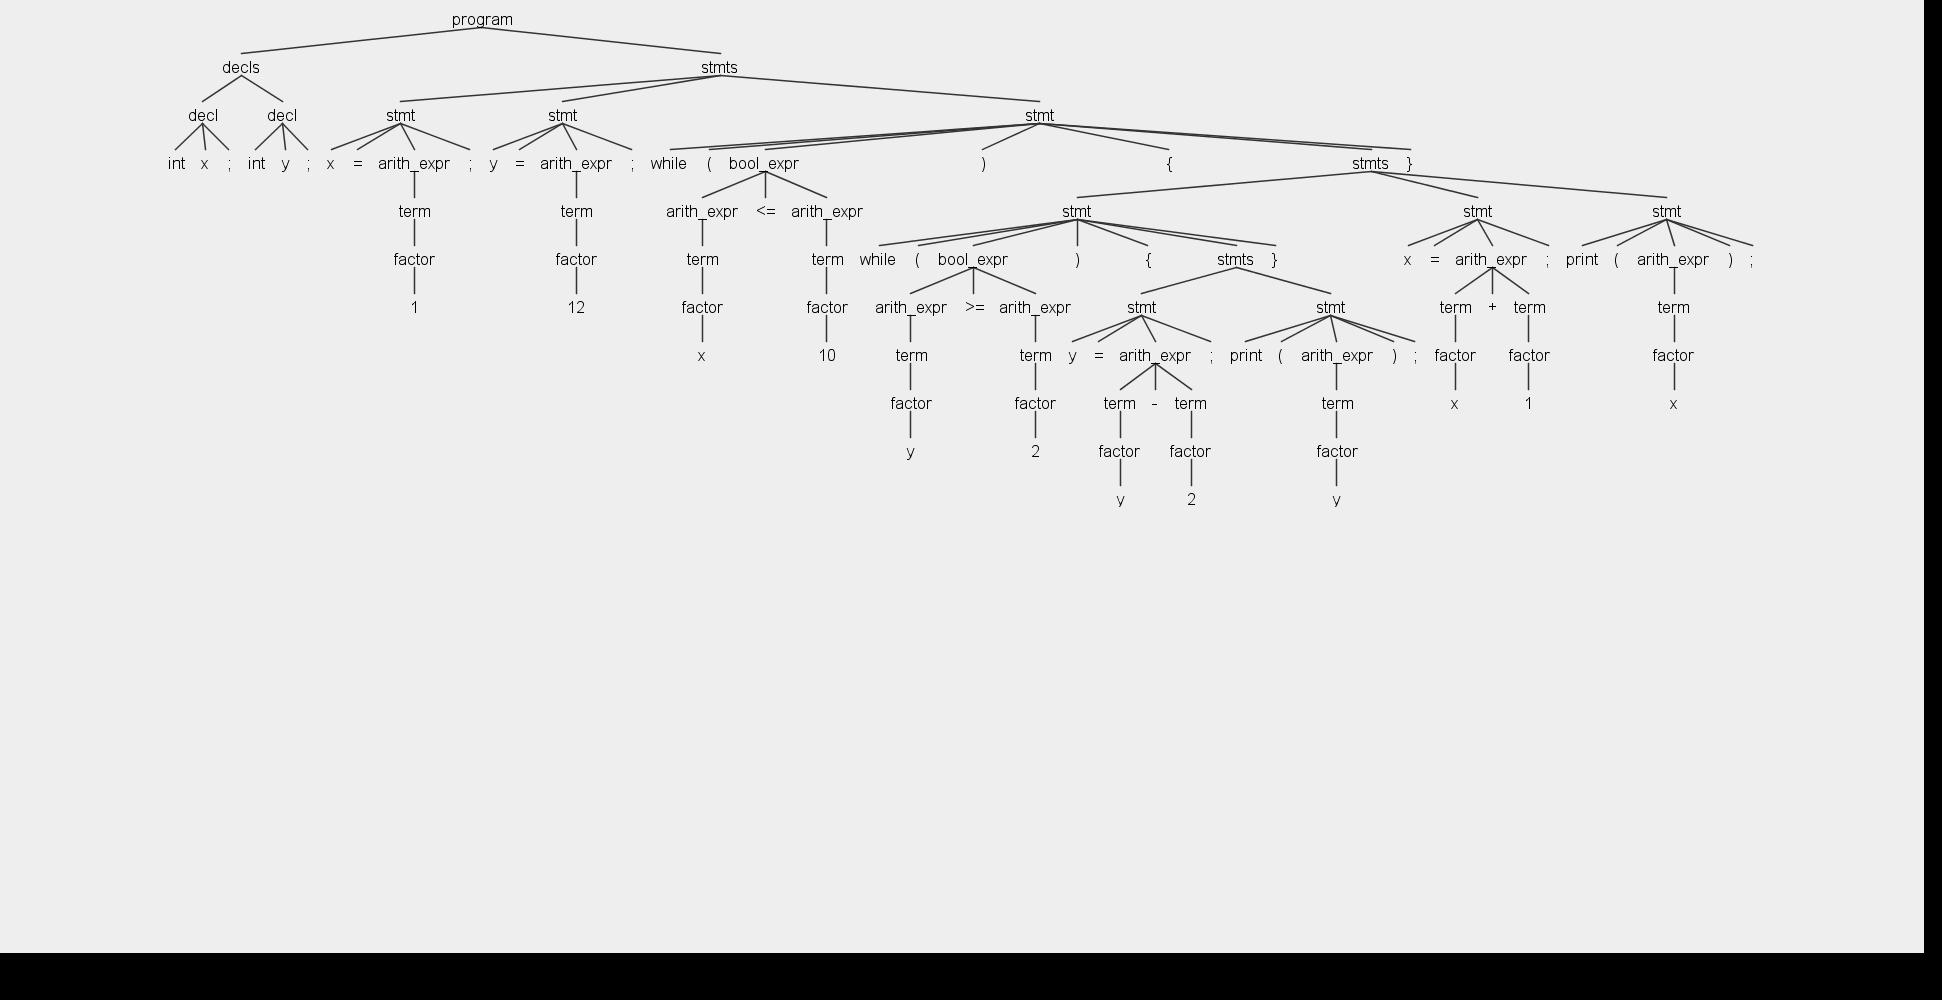 program
decls stmts
decl decl stmt stmt stmt
int x ; int y ; x = arith_expr ; y = arith_expr ; while ( bool_expr ) { stmts }
term term arith_expr <= arith_expr stmt stmt stmt
factor factor term term while ( bool_expr ) { stmts } x = arith_expr ; print ( arith_expr ) ;
1 12 factor factor arith_expr >= arith_expr stmt stmt term + term term
x 10 term term y = arith_expr ; print ( arith_expr ) ; factor factor factor
factor factor term - term term x 1 x
y 2 factor factor factor
y 2 y